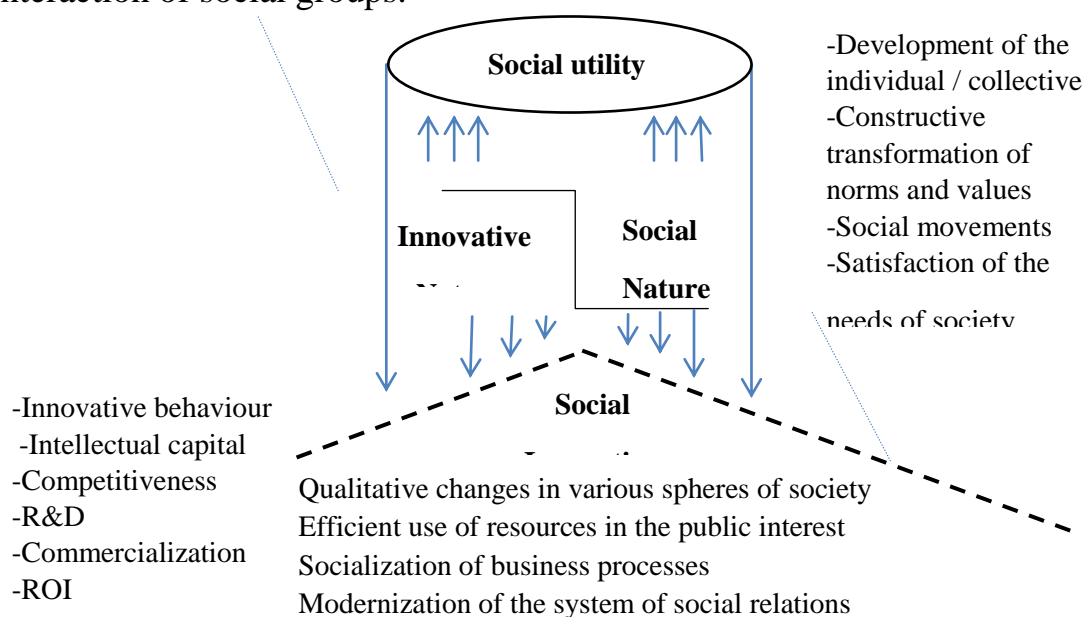 interaction of social groups.
Social utility
-Development of the
individual / collective
-Constructive
transformation of
norms and values
-Social movements
-Satisfaction of the
needs of society
Innovative
Social
Nature
Social
-Innovative behaviour
-Intellectual capital
-Competitiveness
-R&D
-Commercialization
-ROI
Qualitative changes in various spheres of society
Efficient use of resources in the public interest
Socialization of business processes
Modernization of the system of social relations